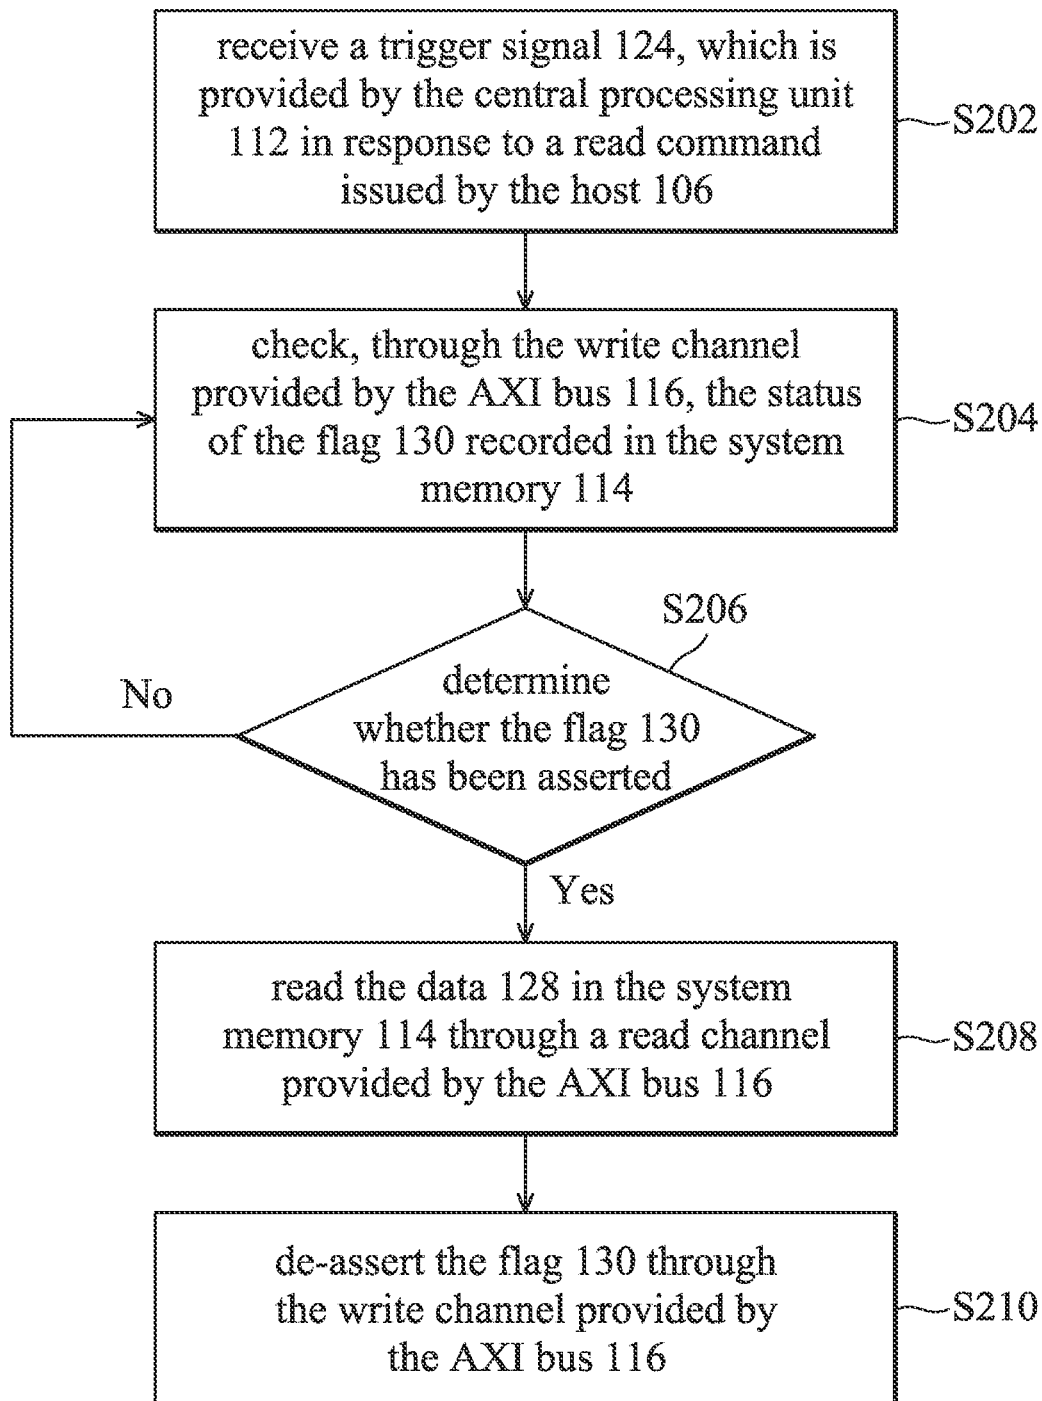 receive a trigger signal 124, which is
provided by the central processing unit
112 in response to a read command
issued by the host 106
S202
check, through the write channel
provided by the AXI bus 116, the status
of the flag 130 recorded in the system
memory 114
S204
S206
determine
whether the flag 130
has been asserted
No
Yes
read the data 128 in the system
memory 114 through a read channel
provided by the AXI bus 116
S208
de-assert the flag 130 through
the write channel provided by
the AXI bus 116
S210